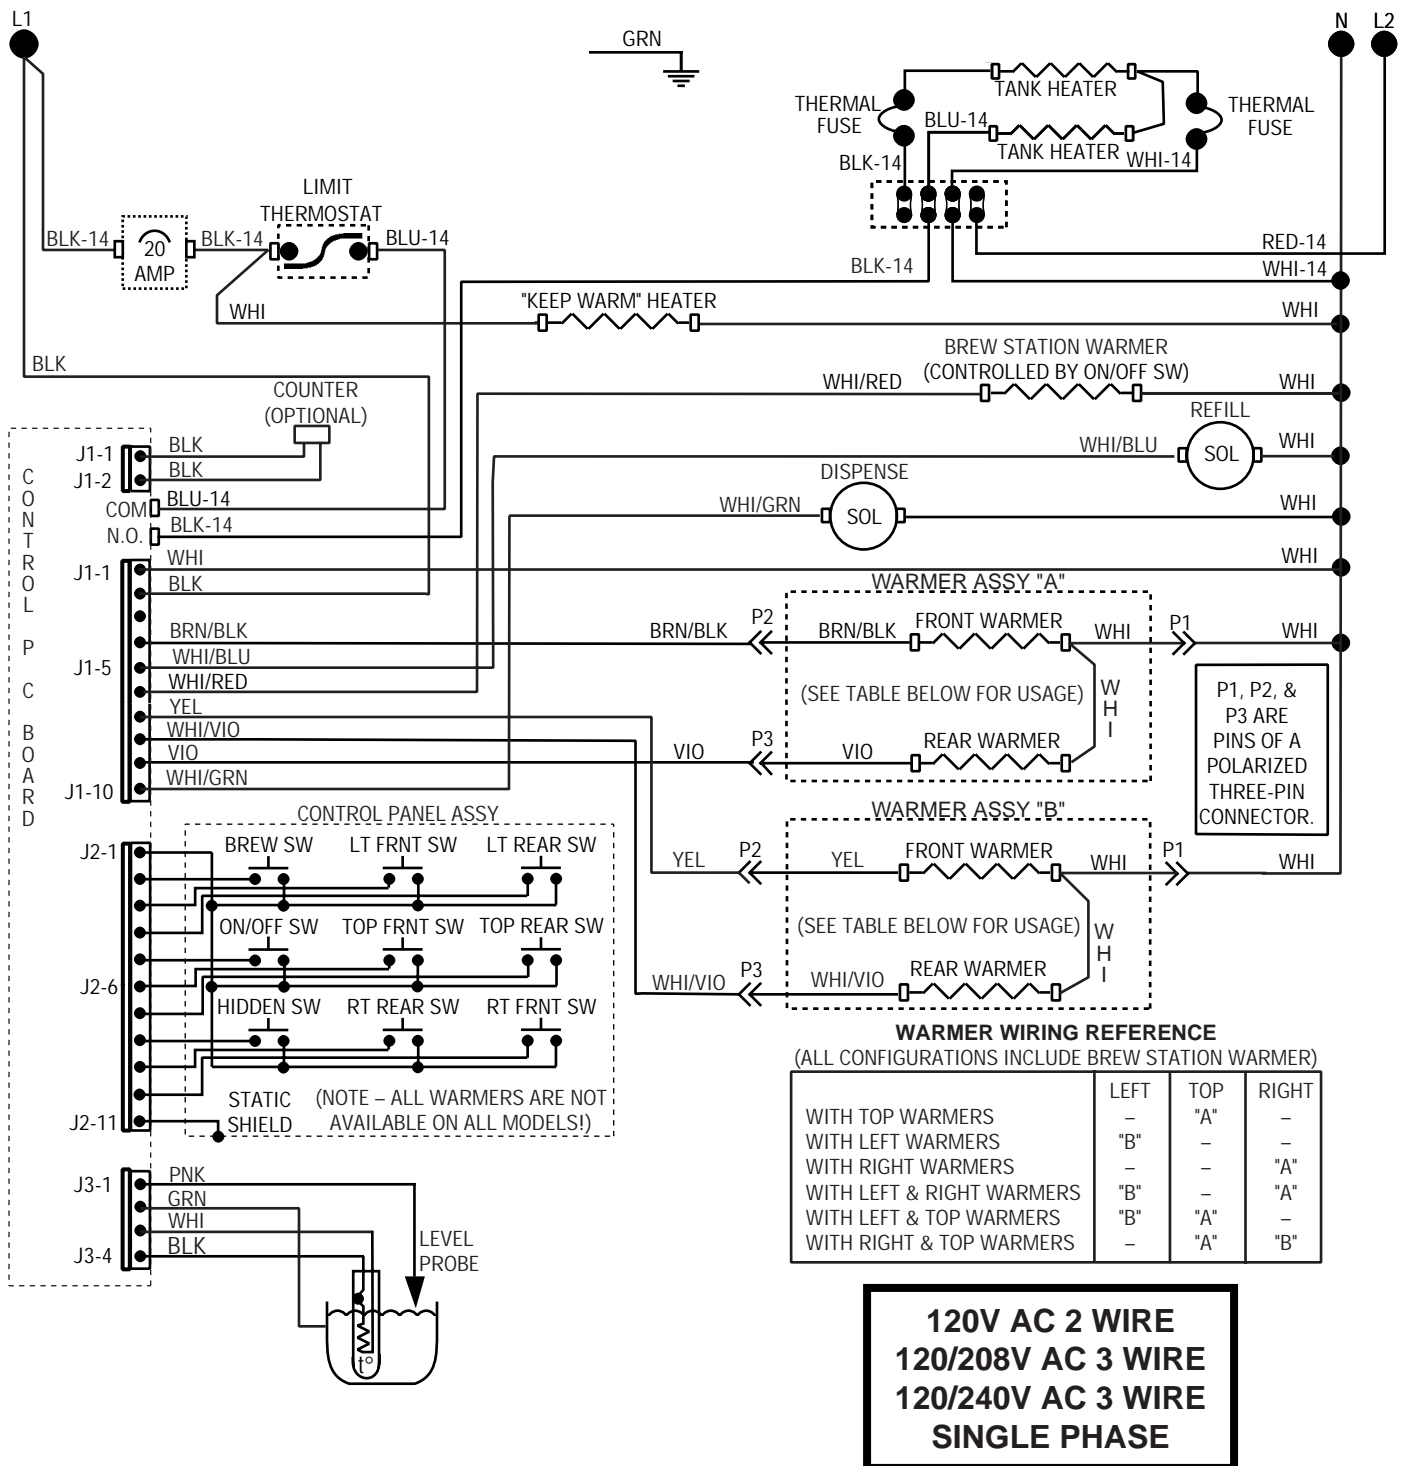 L1
N
L2
GRN
TANK HEATER
THERMAL
FUSE
THERMAL
FUSE
BLU-14
TANK HEATER
WHI-14
BLK-14
LIMIT
THERMOSTAT
BLK-14
20
AMP
BLK-14
BLU-14
RED-14
BLK-14
WHI-14
"KEEP WARM" HEATER
WHI
WHI
BREW STATION WARMER
(CONTROLLED BY ON/OFF SW)
BLK
WHI/RED
WHI
COUNTER
(OPTIONAL)
REFILL
WHI/BLU
SOL
WHI
DISPENSE
WHI/GRN
SOL
WHI
CONTROL P C BOARD
J1-1
BLK
J1-2
BLK
COM
BLU-14
N.O.
BLK-14
WHI
WHI
J1-1
BLK
WARMER ASSY "A"
BRN/BLK
BRN/BLK
P2
BRN/BLK
FRONT WARMER
WHI
P1
WHI
J1-5
WHI/BLU
WHI/RED
(SEE TABLE BELOW FOR USAGE)
WHI
YEL
WHI/VIO
VIO
VIO
P3
VIO
REAR WARMER
J1-10
WHI/GRN
P1, P2, &
P3 ARE
PINS OF A
POLARIZED
THREE-PIN
CONNECTOR.
CONTROL PANEL ASSY
WARMER ASSY "B"
J2-1
BREW SW
LT FRNT SW
LT REAR SW
YEL
P2
YEL
FRONT WARMER
WHI
P1
WHI
ON/OFF SW
TOP FRNT SW
TOP REAR SW
(SEE TABLE BELOW FOR USAGE)
WHI
J2-6
WHI/VIO
P3
WHI/VIO
REAR WARMER
HIDDEN SW
RT REAR SW
RT FRNT SW
J2-11
STATIC
SHIELD
(NOTE – ALL WARMERS ARE NOT
AVAILABLE ON ALL MODELS!)
WARMER WIRING REFERENCE
(ALL CONFIGURATIONS INCLUDE BREW STATION WARMER)
LEFT TOP RIGHT
WITH TOP WARMERS – "A" –
WITH LEFT WARMERS "B" – –
WITH RIGHT WARMERS – – "A"
WITH LEFT & RIGHT WARMERS "B" – "A"
WITH LEFT & TOP WARMERS "B" "A" –
WITH RIGHT & TOP WARMERS – "A" "B"
J3-1
PNK
GRN
WHI
J3-4
BLK
LEVEL
PROBE
t°
120V AC 2 WIRE
120/208V AC 3 WIRE
120/240V AC 3 WIRE
SINGLE PHASE